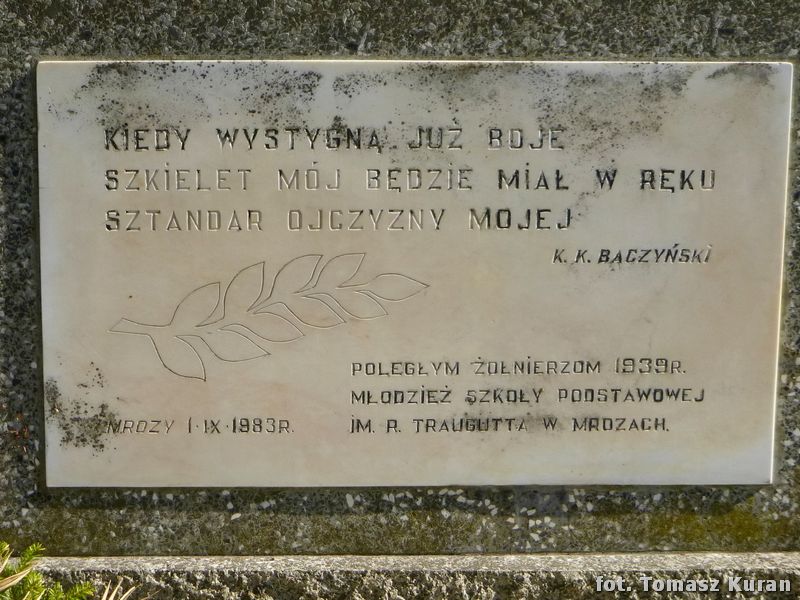 KIEDY WYSTYGNĄ JUŻ BOJE
SZKIELET MÓJ BĘDZIE MIAŁ W RĘKU
SZTANDAR OJCZYZNY MOJEJ
K. K. BACZYŃSKI
POLEGŁYM ŻOŁNIERZOM 1939R.
MŁODZIEŻ SZKOŁY PODSTAWOWEJ
IM. R. TRAUGUTTA W MROZACH.
MROZY 1·IX·1983R.
fot. Tomasz Kuran